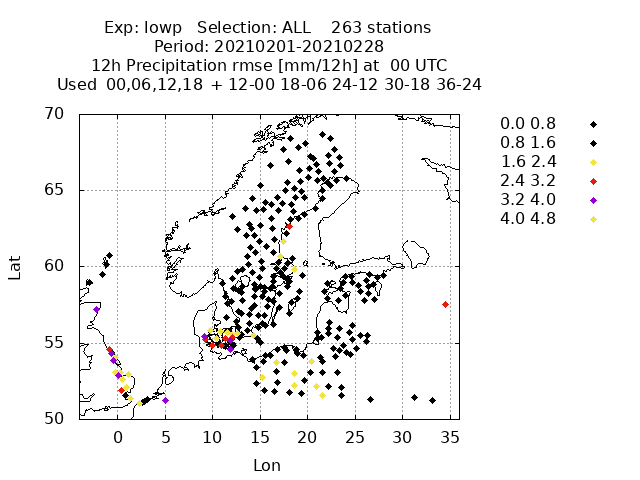 Exp: lowp   Selection: ALL    263 stations
Period: 20210201-20210228
12h Precipitation rmse [mm/12h] at  00 UTC
Used  00,06,12,18  + 12-00 18-06 24-12 30-18 36-24
0.0 0.8
0.8 1.6
1.6 2.4
2.4 3.2
3.2 4.0
4.0 4.8
Lat
70
65
60
55
50
0 5 10 15 20 25 30 35
Lon